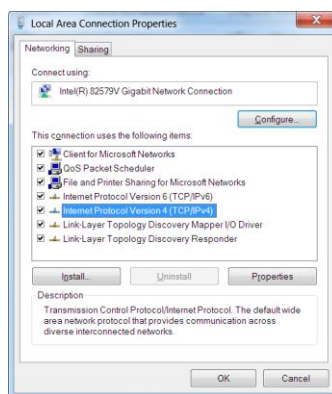 Local Area Connection Properties
Networking
Sharing
Connect using:
Intel(R) 82579V Gigabit Network Connection
Configure...
This connection uses the following items:
Client for Microsoft Networks
QoS Packet Scheduler
File and Printer Sharing for Microsoft Networks
Internet Protocol Version 6 (TCP/IPv6)
Internet Protocol Version 4 (TCP/IPv4)
Link-Layer Topology Discovery Mapper I/O Driver
Link-Layer Topology Discovery Responder
Install...
Uninstall
Properties
Description
Transmission Control Protocol/Internet Protocol. The default wide
area network protocol that provides communication across
diverse interconnected networks.
OK
Cancel